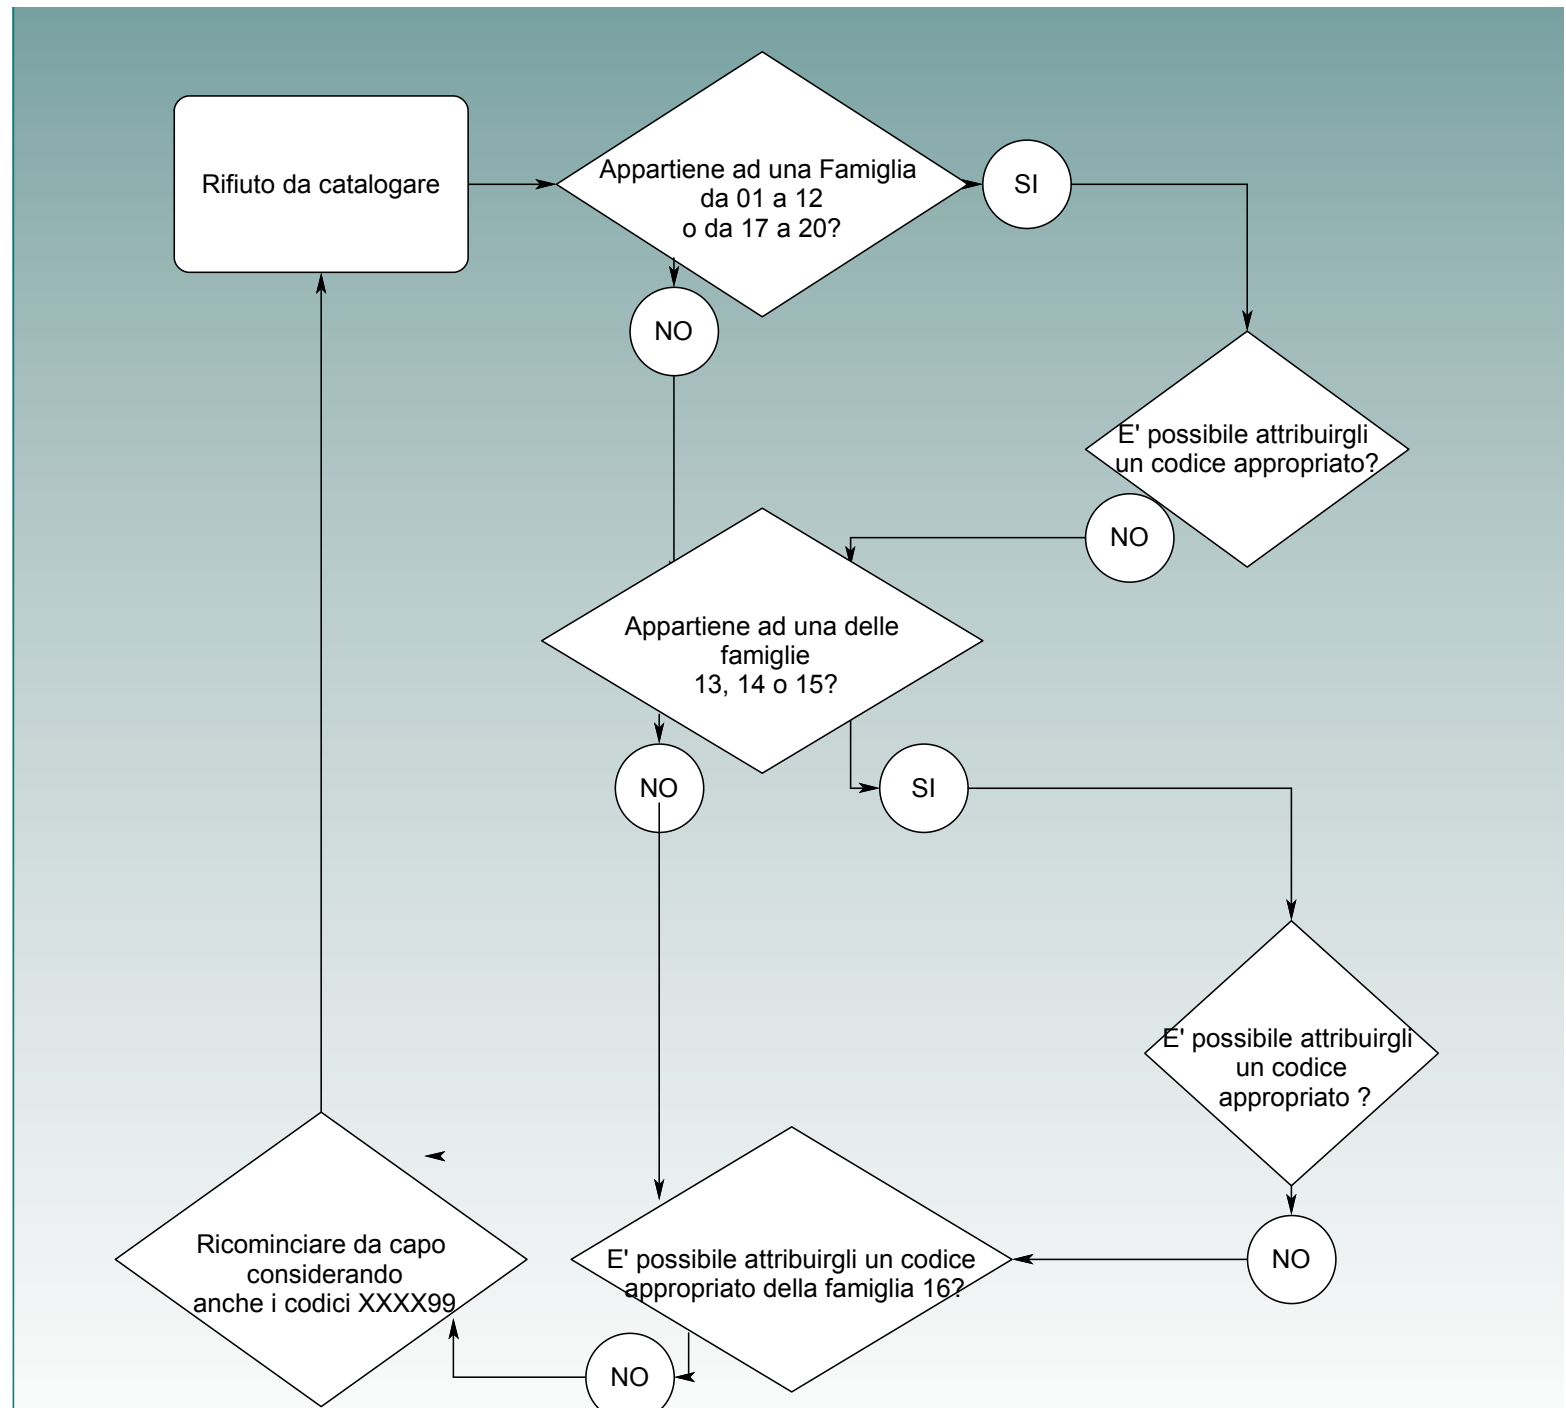 Rifiuto da catalogare
Appartiene ad una Famiglia
da 01 a 12
o da 17 a 20?
SI
NO
E' possibile attribuirgli
un codice appropriato?
NO
Appartiene ad una delle
famiglie
13, 14 o 15?
NO
SI
E' possibile attribuirgli
un codice
appropriato ?
NO
E' possibile attribuirgli un codice
appropriato della famiglia 16?
NO
Ricominciare da capo
considerando
anche i codici XXXX99